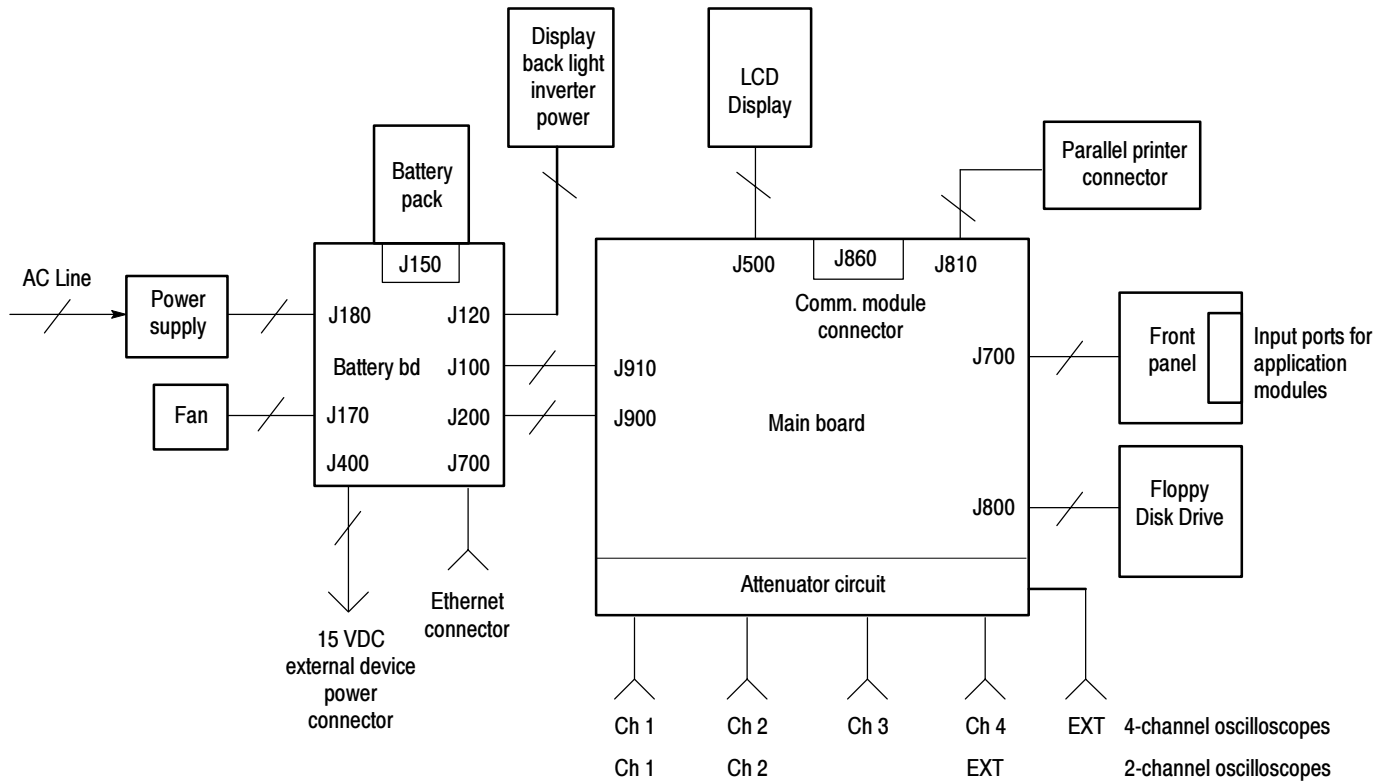 Display
back light
inverter
power
LCD
Display
Parallel printer
connector
Battery
pack
AC Line
Power
supply
Fan
J150
J180
J120
Battery bd
J100
J170
J200
J400
J700
J500
J860
J810
Comm. module
connector
J910
J900
Main board
J700
J800
Attenuator circuit
Front
panel
Input ports for
application
modules
Floppy
Disk Drive
15 VDC
external device
power
connector
Ethernet
connector
Ch 1 Ch 2 Ch 3 Ch 4 EXT 4-channel oscilloscopes
Ch 1 Ch 2 EXT 2-channel oscilloscopes